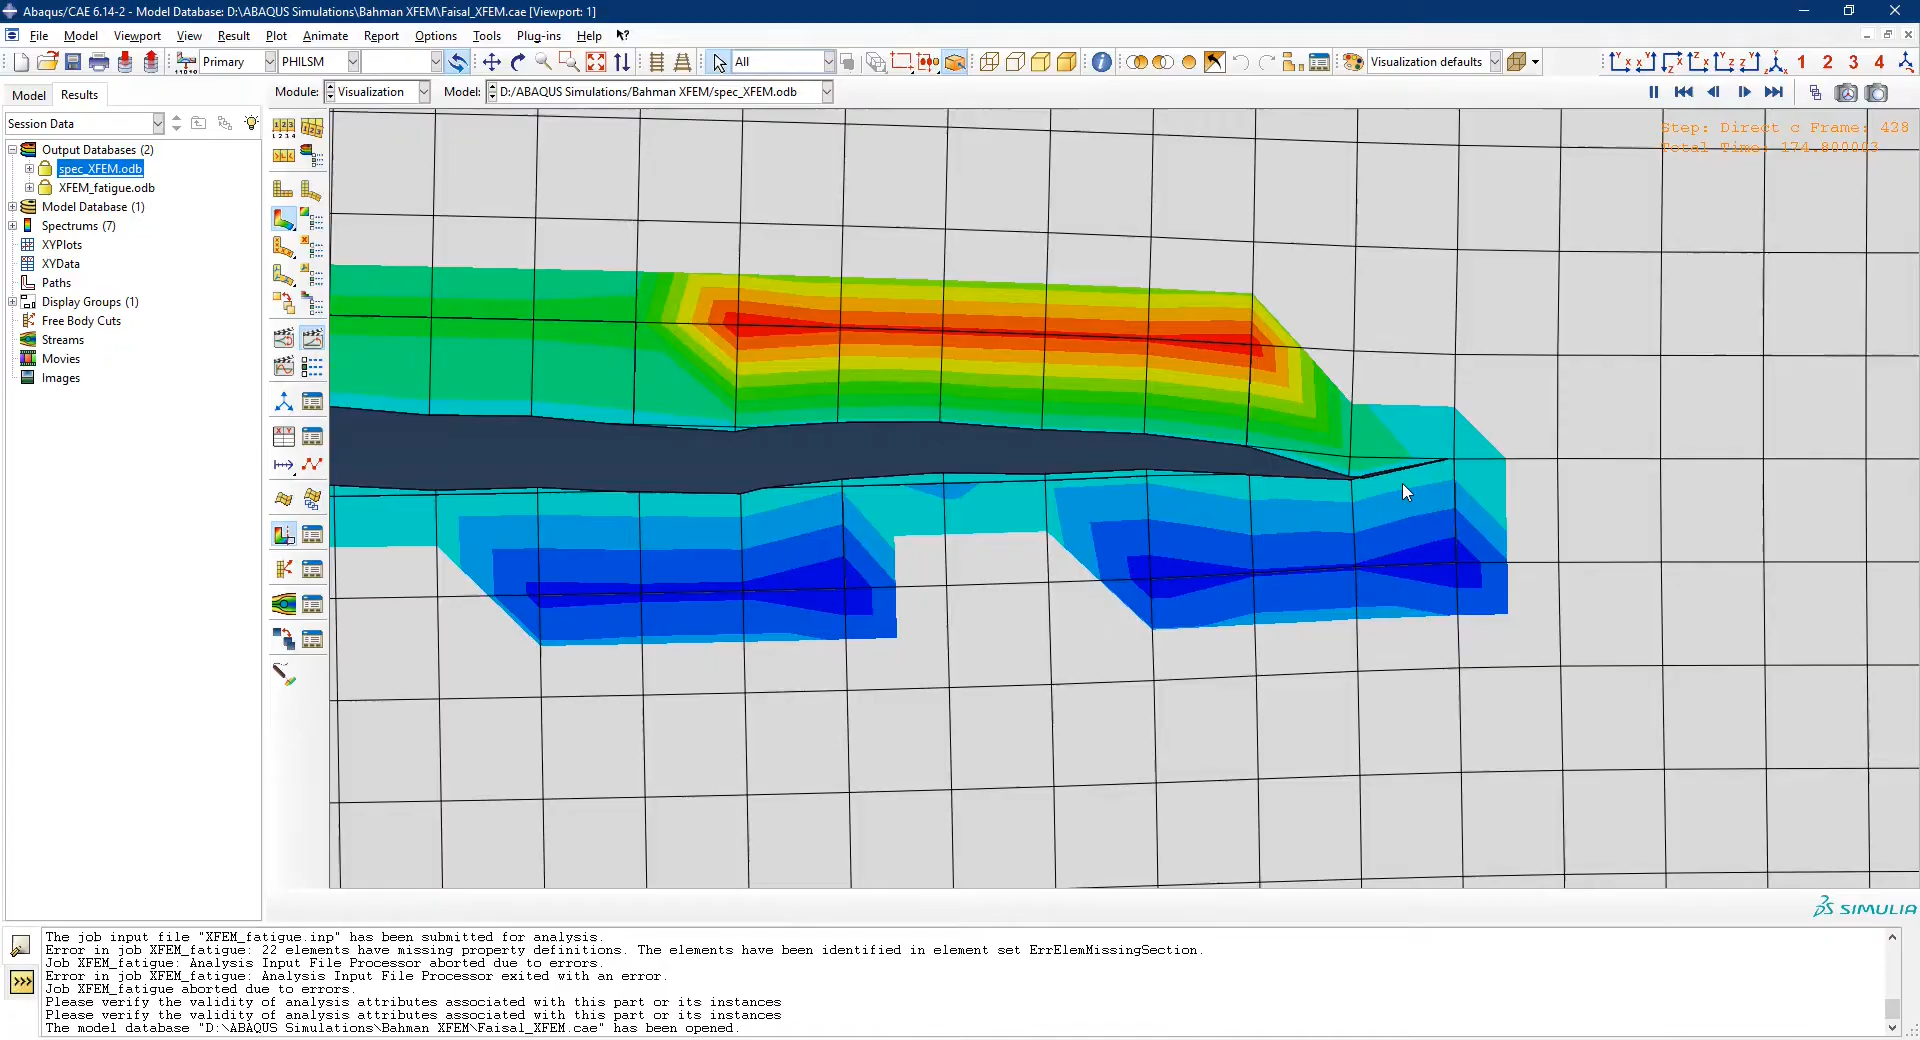 Abaqus/CAE 6.14-2 - Model Database: D:\ABAQUS Simulations\Bahman XFEM\Faisal_XFEM.cae [Viewport: 1]
File Model Viewport View Result Plot Animate Report Options Tools Plug-ins Help
Primary PHILSM All Visualization defaults 1 2 3 4
Model Results Module: Visualization Model: D:/ABAQUS Simulations/Bahman XFEM/spec_XFEM.odb
Session Data
Step: Direct c Frame: 428
Total Time: 174.800003
Output Databases (2)
spec_XFEM.odb
XFEM_fatigue.odb
Model Database (1)
Spectrums (7)
XYPlots
XYData
Paths
Display Groups (1)
Free Body Cuts
Streams
Movies
Images
SIMULIA
The job input file "XFEM_fatigue.inp" has been submitted for analysis.
Error in job XFEM_fatigue: 22 elements have missing property definitions. The elements have been identified in element set ErrElemMissingSection.
Job XFEM_fatigue: Analysis Input File Processor aborted due to errors.
Error in job XFEM_fatigue: Analysis Input File Processor exited with an error.
Job XFEM_fatigue aborted due to errors.
Please verify the validity of analysis attributes associated with this part or its instances
Please verify the validity of analysis attributes associated with this part or its instances
The model database "D:\ABAQUS Simulations\Bahman XFEM\Faisal_XFEM.cae" has been opened.